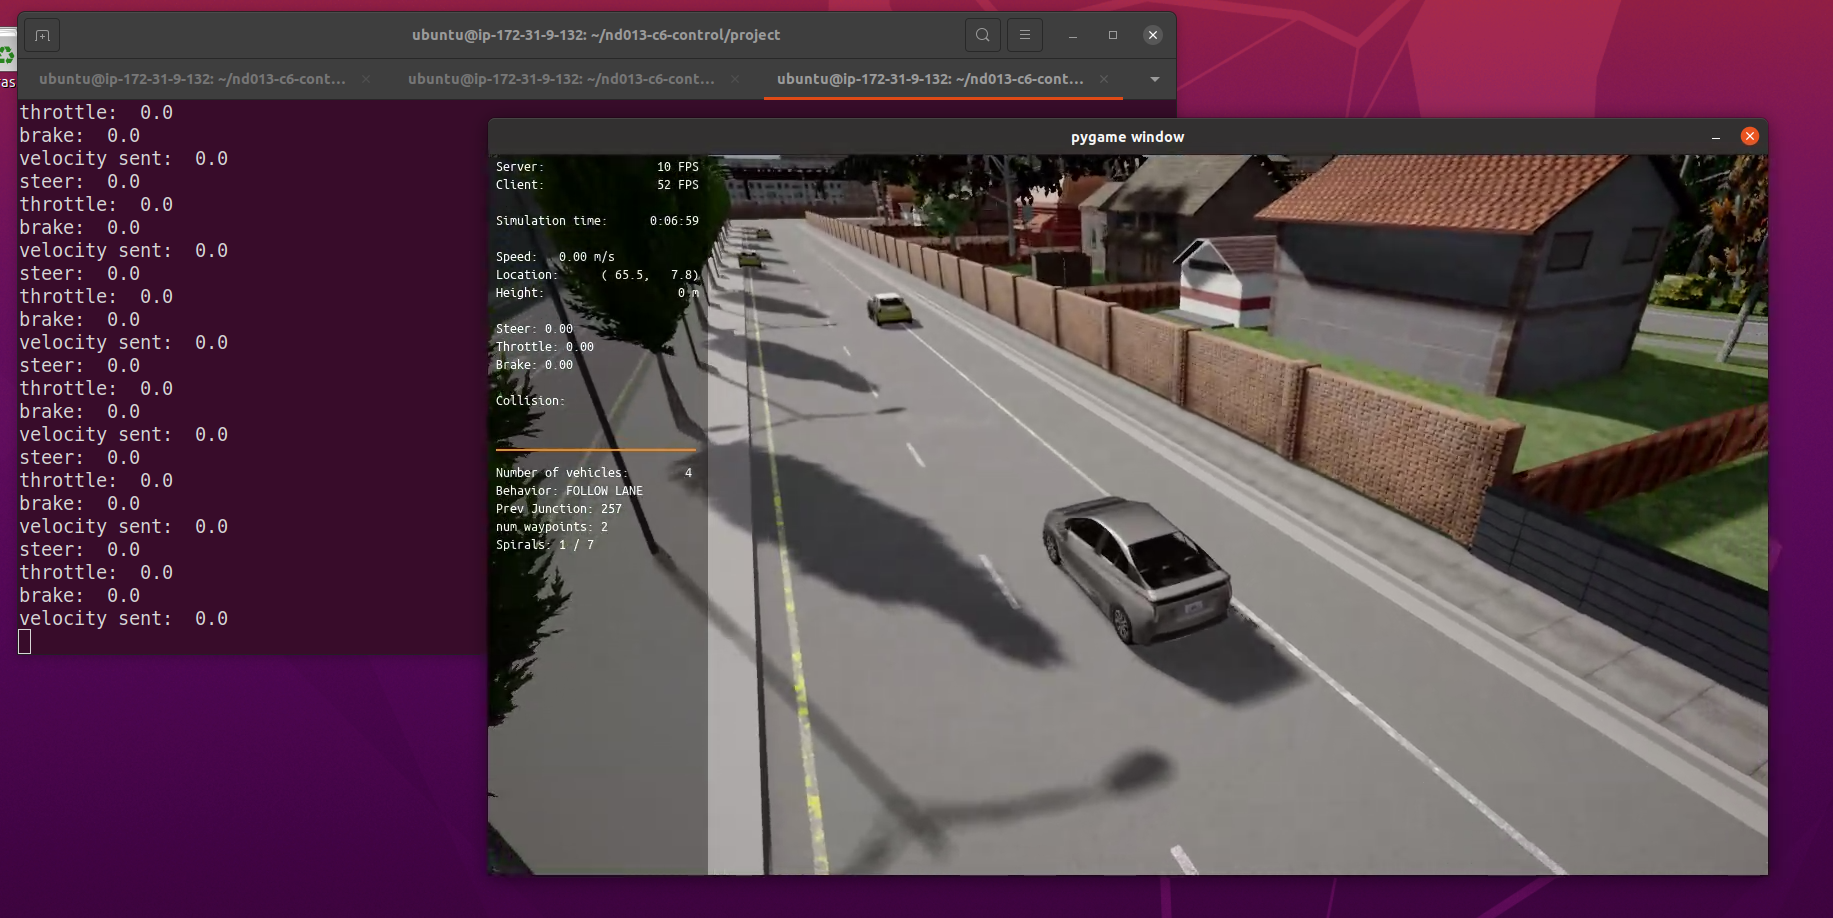 ubuntu@ip-172-31-9-132: ~/nd013-c6-control/project
ubuntu@ip-172-31-9-132: ~/nd013-c6-cont...
ubuntu@ip-172-31-9-132: ~/nd013-c6-cont...
ubuntu@ip-172-31-9-132: ~/nd013-c6-cont...
as
throttle:  0.0
brake:  0.0
velocity sent:  0.0
steer:  0.0
throttle:  0.0
brake:  0.0
velocity sent:  0.0
steer:  0.0
throttle:  0.0
brake:  0.0
velocity sent:  0.0
steer:  0.0
throttle:  0.0
brake:  0.0
velocity sent:  0.0
steer:  0.0
throttle:  0.0
brake:  0.0
velocity sent:  0.0
steer:  0.0
throttle:  0.0
brake:  0.0
velocity sent:  0.0
pygame window
Server: 10 FPS
Client: 52 FPS
Simulation time: 0:06:59
Speed: 0.00 m/s
Location: ( 65.5, 7.8)
Height: 0 m
Steer: 0.00
Throttle: 0.00
Brake: 0.00
Collision:
Number of vehicles: 4
Behavior: FOLLOW LANE
Prev Junction: 257
num waypoints: 2
Spirals: 1 / 7